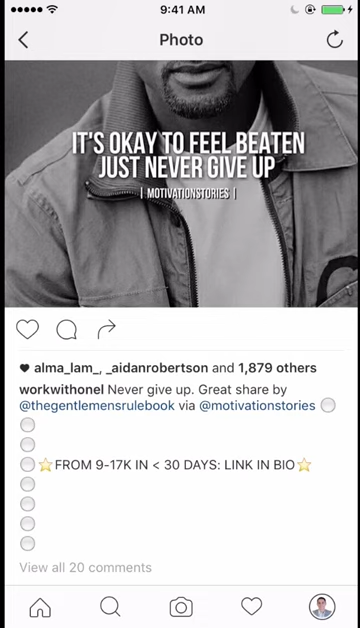 9:41 AM
Photo
IT'S OKAY TO FEEL BEATEN
JUST NEVER GIVE UP
| MOTIVATIONSTORIES |
alma_lam_, _aidanrobertson and 1,879 others
workwithonel Never give up. Great share by
@thegentlemensrulebook via @motivationstories
⭐FROM 9-17K IN < 30 DAYS: LINK IN BIO⭐
View all 20 comments